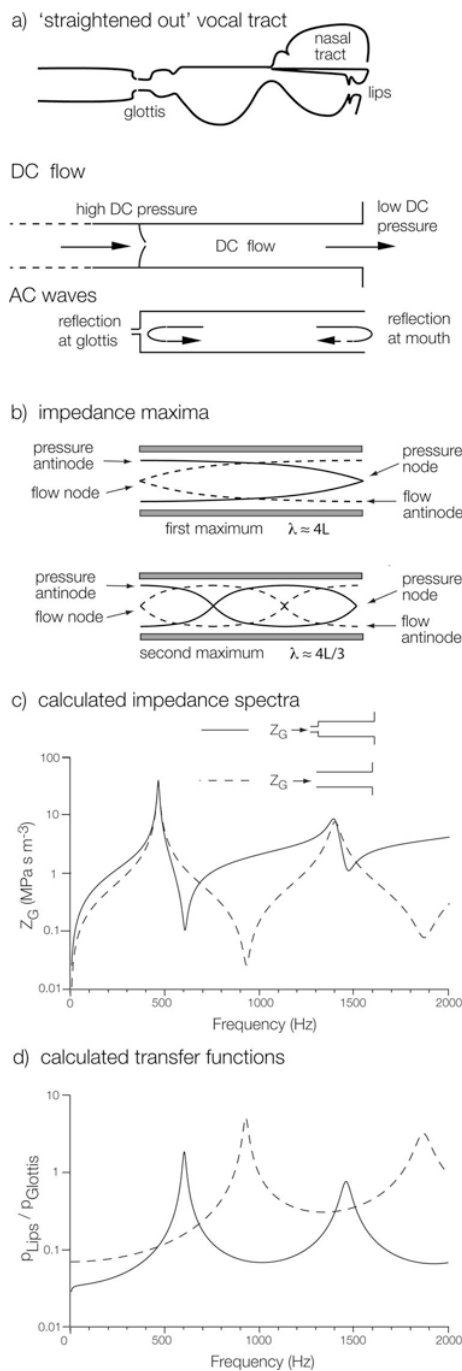 a) ‘straightened out’ vocal tract
nasal
tract
glottis
lips
DC flow
high DC pressure
low DC
pressure
DC flow
AC waves
reflection
at glottis
reflection
at mouth
b) impedance maxima
pressure
antinode
flow node
pressure
node
flow
antinode
first maximum λ ≈ 4L
pressure
antinode
flow node
pressure
node
flow
antinode
second maximum λ ≈ 4L/3
c) calculated impedance spectra
Z_G
Z_G
100
10
1
0.1
0.01
Z_G (MPa s m⁻³)
0 500 1000 1500 2000
Frequency (Hz)
d) calculated transfer functions
10
1
0.1
0.01
p_Lips / p_Glottis
0 500 1000 1500 2000
Frequency (Hz)